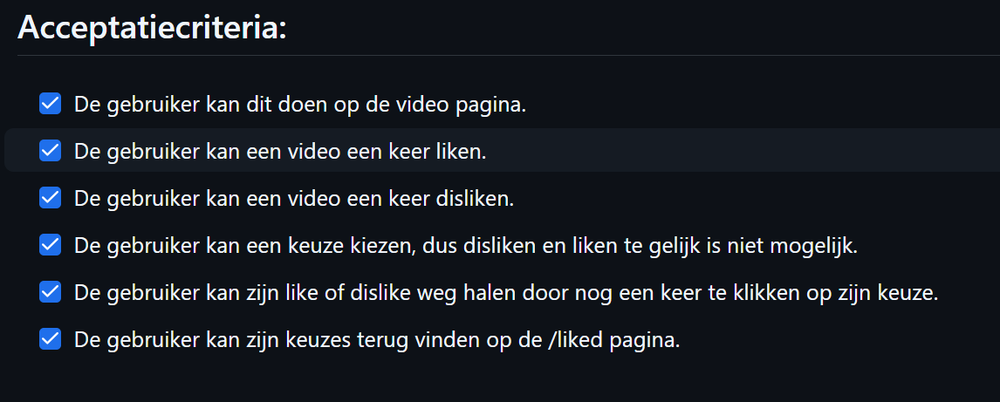 Acceptatiecriteria:
De gebruiker kan dit doen op de video pagina.
De gebruiker kan een video een keer liken.
De gebruiker kan een video een keer disliken.
De gebruiker kan een keuze kiezen, dus disliken en liken te gelijk is niet mogelijk.
De gebruiker kan zijn like of dislike weg halen door nog een keer te klikken op zijn keuze.
De gebruiker kan zijn keuzes terug vinden op de /liked pagina.